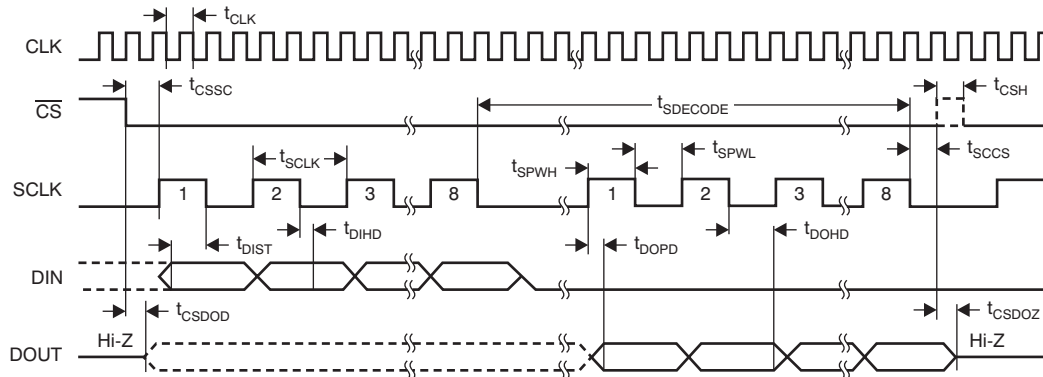 t_CLK
CLK
t_CSSC
t_CSH
CS
t_SDECODE
t_SCLK
t_SPWH
t_SPWL
t_SCCS
SCLK
1 2 3 8 1 2 3 8
t_DIST
t_DIHD
t_DOPD
t_DOHD
DIN
t_CSDOD
t_CSDOZ
Hi-Z
Hi-Z
DOUT